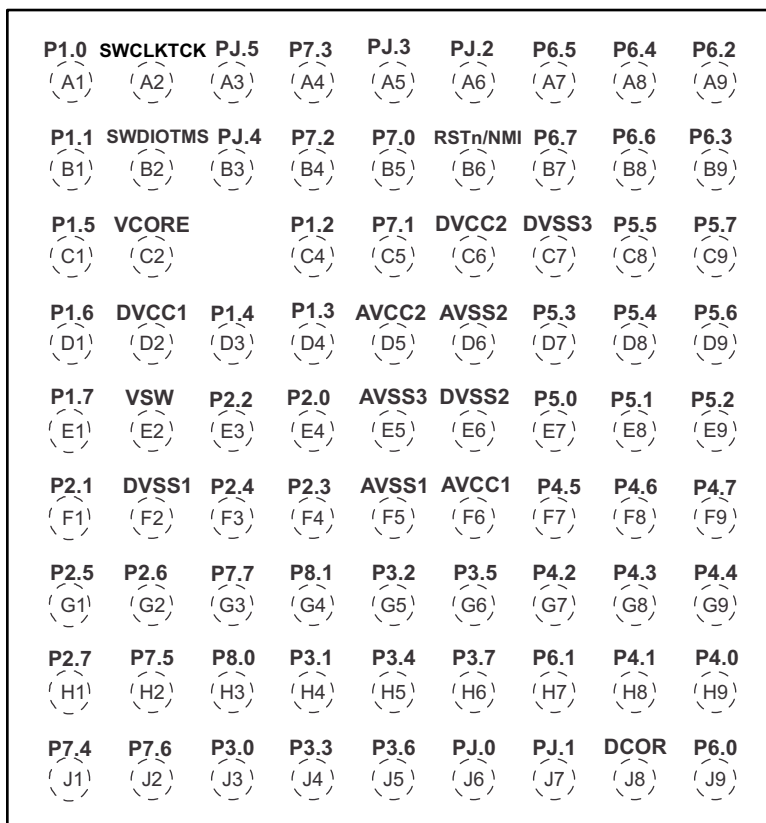 P1.0 SWCLKTCK PJ.5 P7.3 PJ.3 PJ.2 P6.5 P6.4 P6.2
A1 A2 A3 A4 A5 A6 A7 A8 A9
P1.1 SWDIOTMS PJ.4 P7.2 P7.0 RSTn/NMI P6.7 P6.6 P6.3
B1 B2 B3 B4 B5 B6 B7 B8 B9
P1.5 VCORE P1.2 P7.1 DVCC2 DVSS3 P5.5 P5.7
C1 C2 C4 C5 C6 C7 C8 C9
P1.6 DVCC1 P1.4 P1.3 AVCC2 AVSS2 P5.3 P5.4 P5.6
D1 D2 D3 D4 D5 D6 D7 D8 D9
P1.7 VSW P2.2 P2.0 AVSS3 DVSS2 P5.0 P5.1 P5.2
E1 E2 E3 E4 E5 E6 E7 E8 E9
P2.1 DVSS1 P2.4 P2.3 AVSS1 AVCC1 P4.5 P4.6 P4.7
F1 F2 F3 F4 F5 F6 F7 F8 F9
P2.5 P2.6 P7.7 P8.1 P3.2 P3.5 P4.2 P4.3 P4.4
G1 G2 G3 G4 G5 G6 G7 G8 G9
P2.7 P7.5 P8.0 P3.1 P3.4 P3.7 P6.1 P4.1 P4.0
H1 H2 H3 H4 H5 H6 H7 H8 H9
P7.4 P7.6 P3.0 P3.3 P3.6 PJ.0 PJ.1 DCOR P6.0
J1 J2 J3 J4 J5 J6 J7 J8 J9